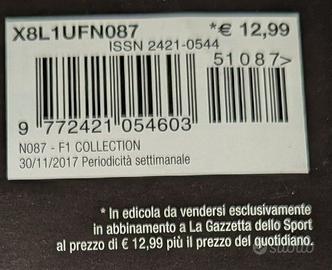 X8L1UFN087 *€ 12,99
ISSN 2421-0544
51087>
9 772421 054603
N087 - F1 COLLECTION
30/11/2017 Periodicità settimanale
* In edicola da vendersi esclusivamente
in abbinamento a La Gazzetta dello Sport
al prezzo di € 12,99 più il prezzo del quotidiano.
subito